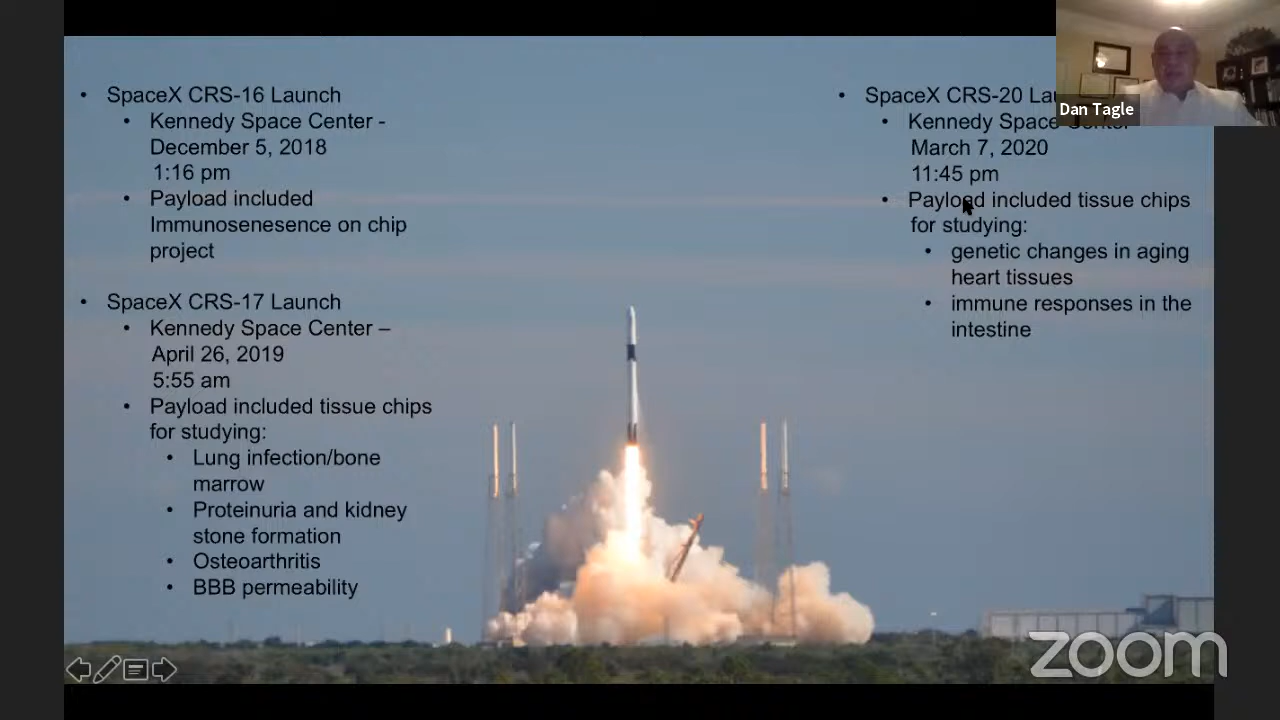 • SpaceX CRS-16 Launch
• Kennedy Space Center -
December 5, 2018
1:16 pm
• Payload included
Immunosenesence on chip
project
• SpaceX CRS-17 Launch
• Kennedy Space Center –
April 26, 2019
5:55 am
• Payload included tissue chips
for studying:
• Lung infection/bone
marrow
• Proteinuria and kidney
stone formation
• Osteoarthritis
• BBB permeability
• SpaceX CRS-20 Lau
• Kennedy Space Center
March 7, 2020
11:45 pm
• Payload included tissue chips
for studying:
• genetic changes in aging
heart tissues
• immune responses in the
intestine
Dan Tagle
zoom